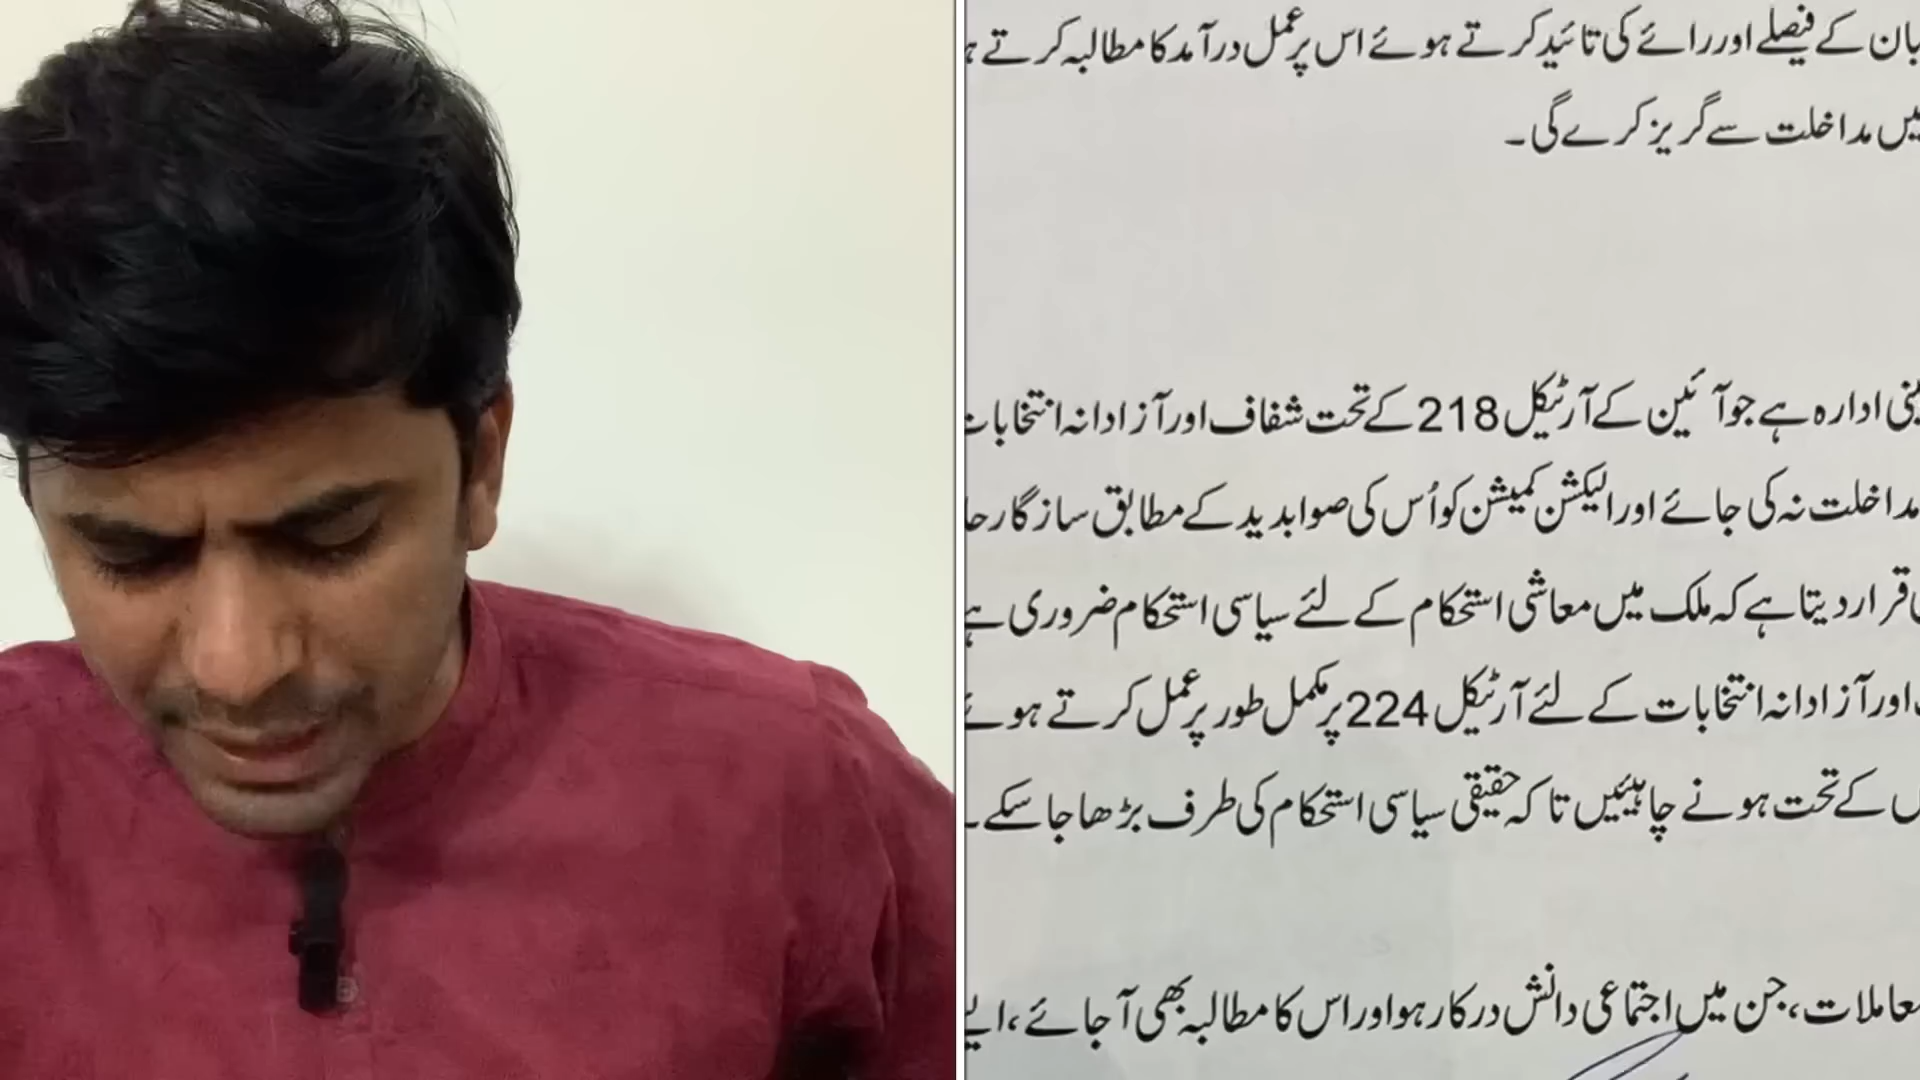 کے فیصلے اور رائے کی تائید کرتے ہوئے اس پر عمل درآمد کا مطالبہ کرتے
مداخلت سے گریز کرے گی۔
ادارہ ہے جو آئین کے آرٹیکل 218 کے تحت شفاف اور آزادانہ انتخابات
مداخلت نہ کی جائے اور الیکشن کمیشن کو اُس کی صوابدید کے مطابق سازگار
قرار دیتا ہے کہ ملک میں معاشی استحکام کے لئے سیاسی استحکام ضروری ہے
اور آزادانہ انتخابات کے لئے آرٹیکل 224 پر مکمل طور پر عمل کرتے ہوئے
کے تحت ہونے چاہیئیں تا کہ حقیقی سیاسی استحکام کی طرف بڑھا جا سکے۔
معاملات، جن میں اجتماعی دانش درکار ہو اور اس کا مطالبہ بھی آ جائے،